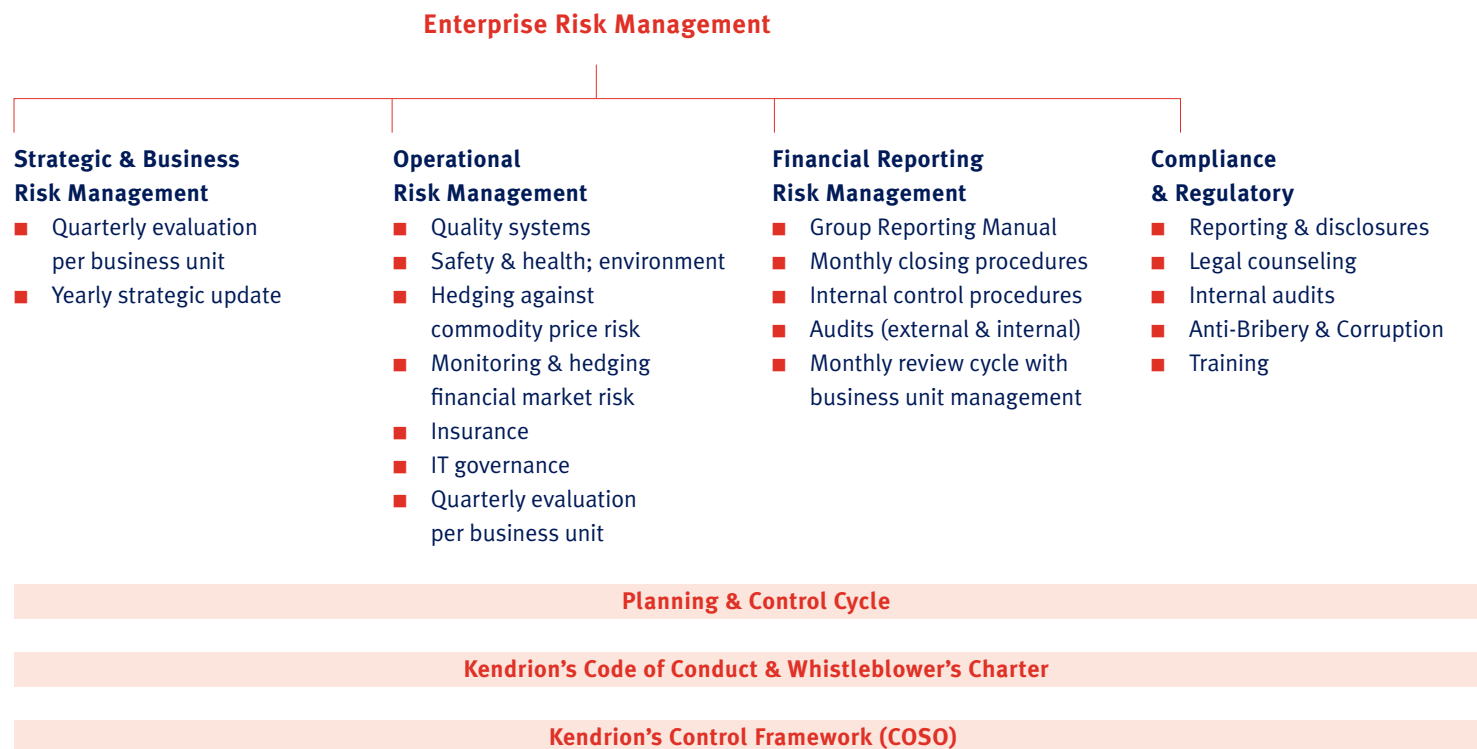 Enterprise Risk Management
Strategic & Business
Risk Management
■ Quarterly evaluation
per business unit
■ Yearly strategic update
Operational
Risk Management
■ Quality systems
■ Safety & health; environment
■ Hedging against
commodity price risk
■ Monitoring & hedging
financial market risk
■ Insurance
■ IT governance
■ Quarterly evaluation
per business unit
Financial Reporting
Risk Management
■ Group Reporting Manual
■ Monthly closing procedures
■ Internal control procedures
■ Audits (external & internal)
■ Monthly review cycle with
business unit management
Compliance
& Regulatory
■ Reporting & disclosures
■ Legal counseling
■ Internal audits
■ Anti-Bribery & Corruption
■ Training
Planning & Control Cycle
Kendrion’s Code of Conduct & Whistleblower’s Charter
Kendrion’s Control Framework (COSO)